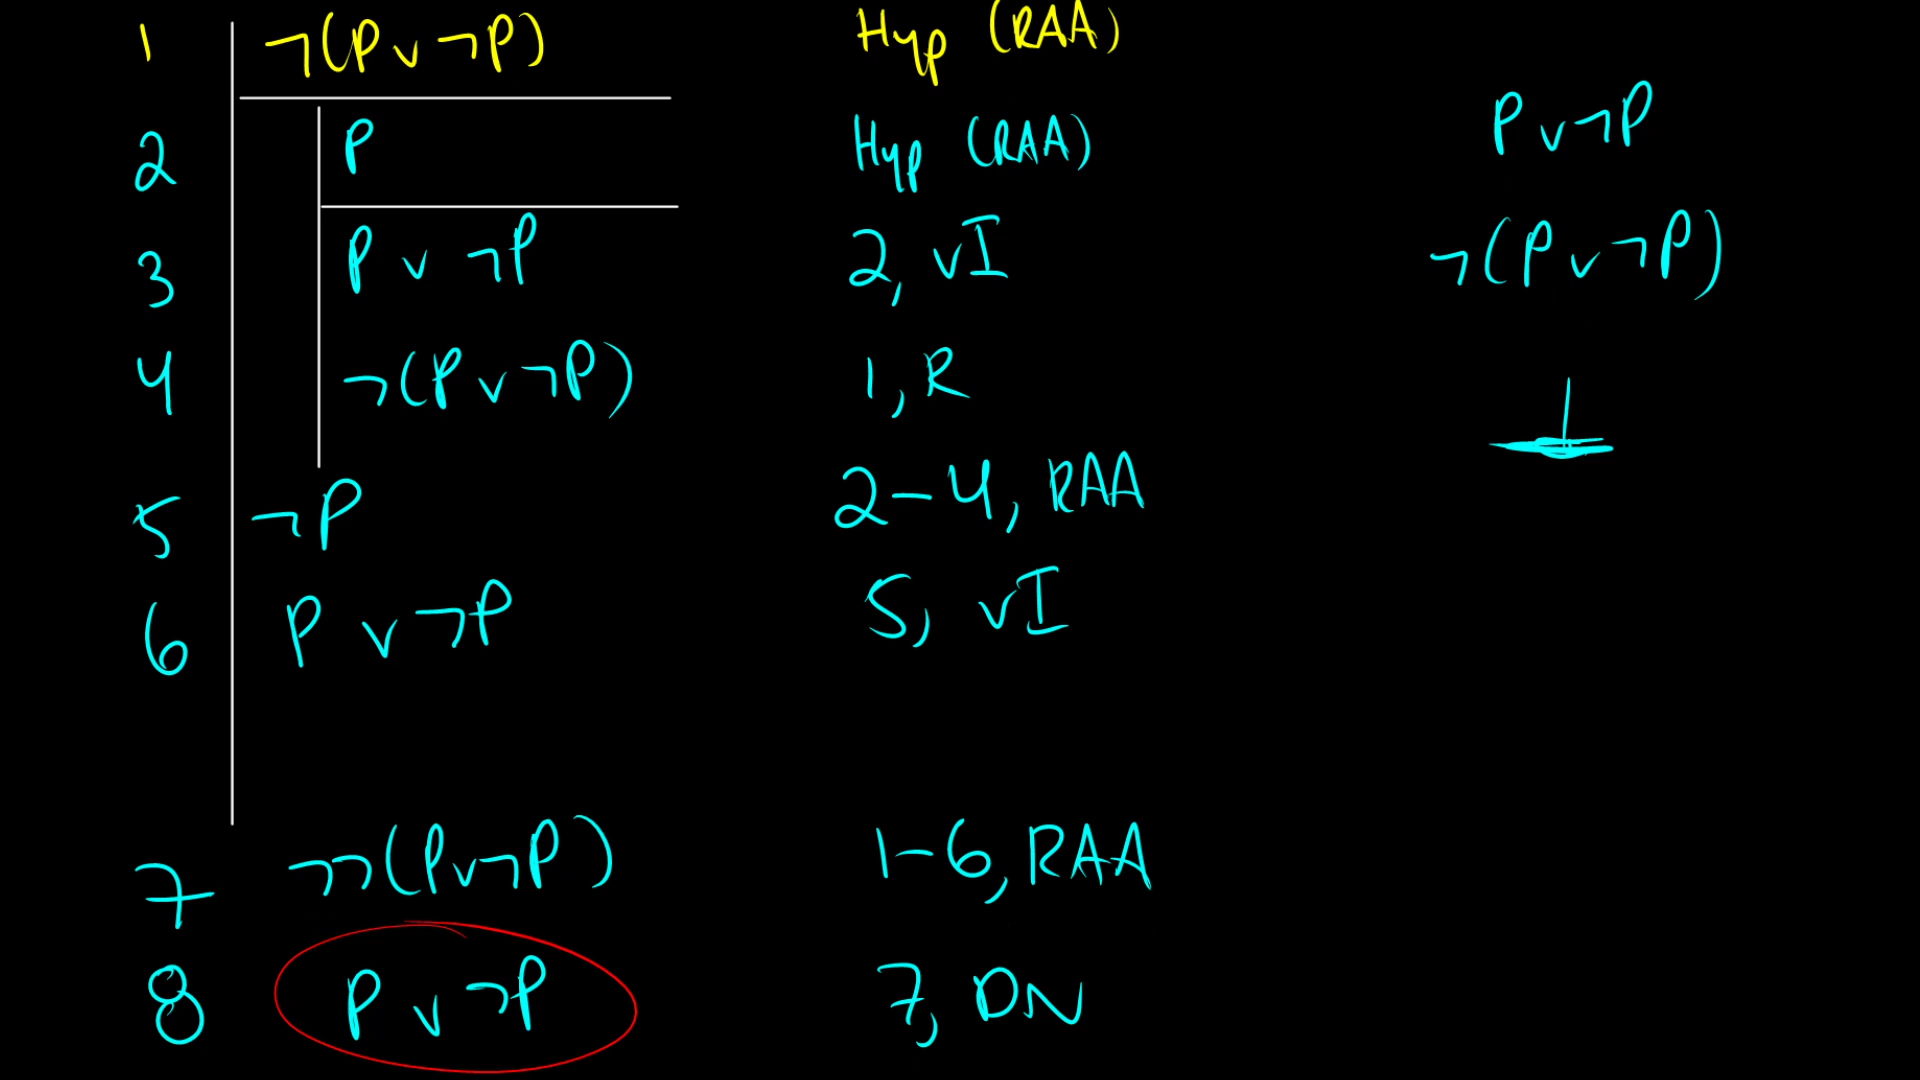 1 ¬(P ∨ ¬P) Hyp (RAA)
2 P Hyp (RAA)
3 P ∨ ¬P 2, ∨I
4 ¬(P ∨ ¬P) 1, R
5 ¬P 2-4, RAA
6 P ∨ ¬P 5, ∨I
7 ¬¬(P ∨ ¬P) 1-6, RAA
8 P ∨ ¬P 7, DN
P ∨ ¬P
¬(P ∨ ¬P)
⊥